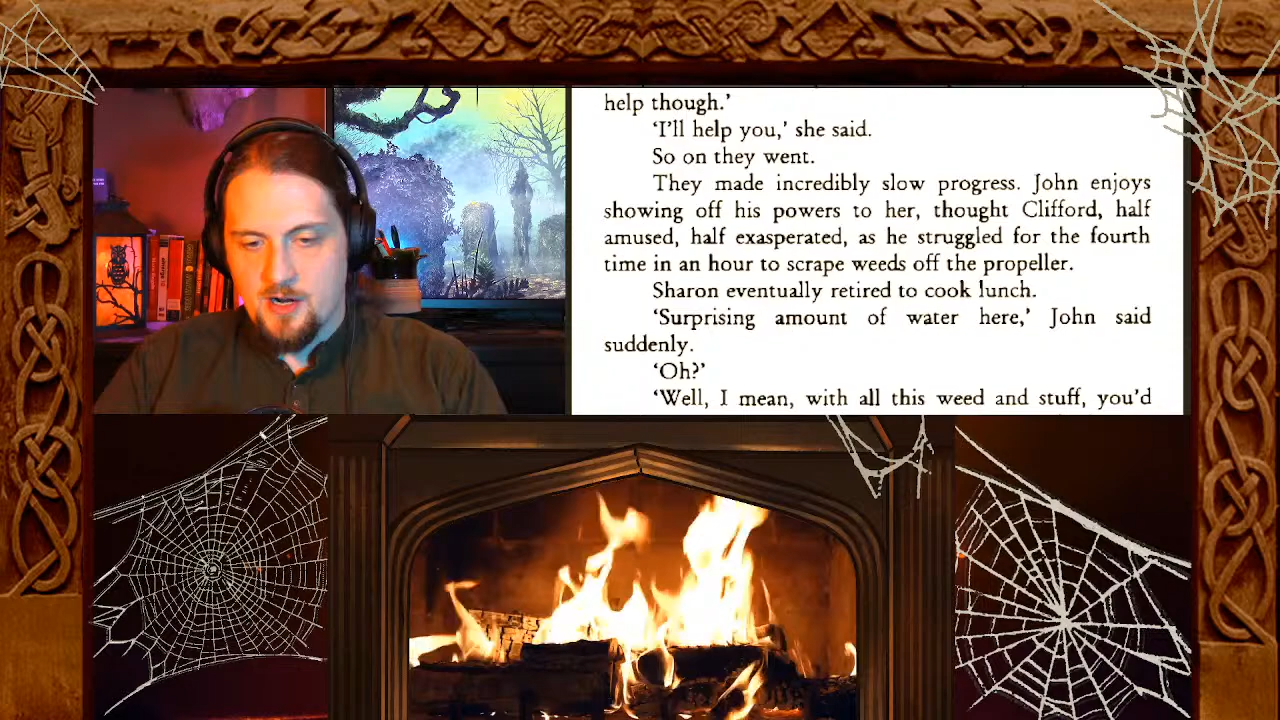 help though.’
‘I’ll help you,’ she said.
So on they went.
They made incredibly slow progress. John enjoys
showing off his powers to her, thought Clifford, half
amused, half exasperated, as he struggled for the fourth
time in an hour to scrape weeds off the propeller.
Sharon eventually retired to cook lunch.
‘Surprising amount of water here,’ John said
suddenly.
‘Oh?’
‘Well, I mean, with all this weed and stuff, you’d